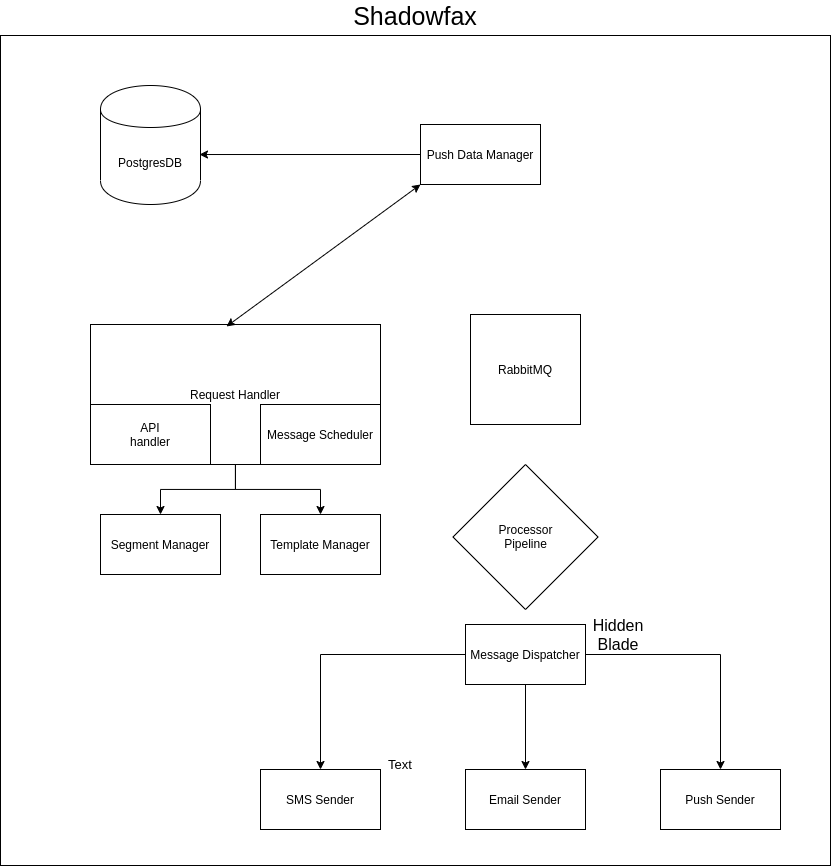 Shadowfax
PostgresDB
Push Data Manager
Request Handler
API
handler
Message Scheduler
RabbitMQ
Segment Manager
Template Manager
Processor
Pipeline
Hidden
Blade
Message Dispatcher
Text
SMS Sender
Email Sender
Push Sender